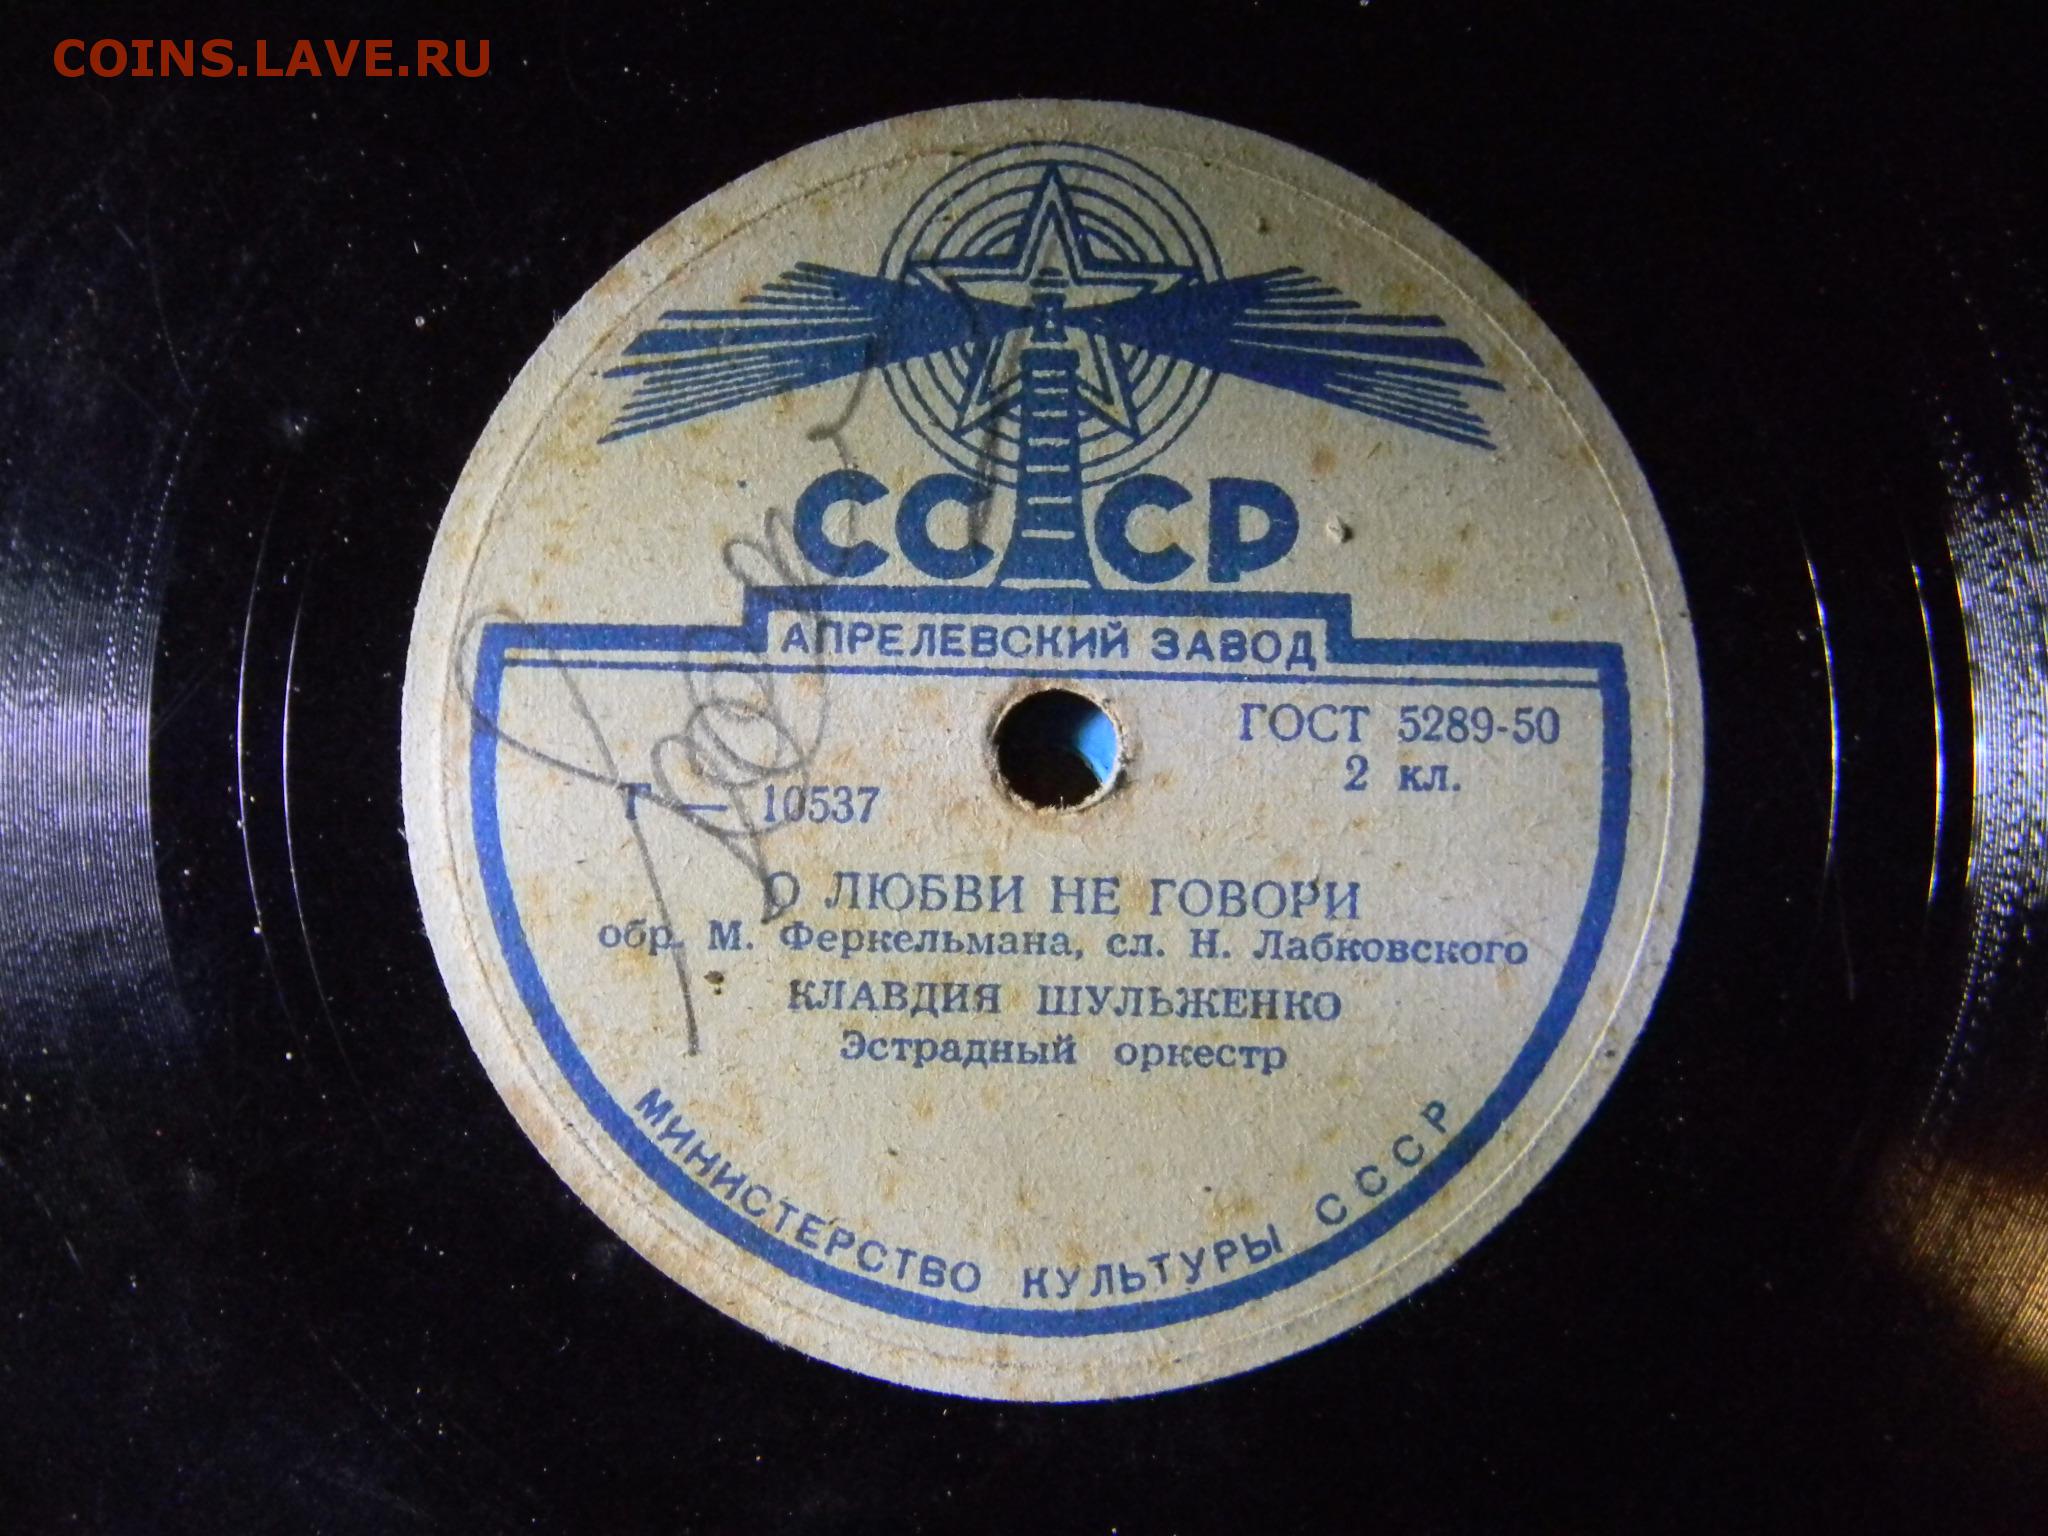 COINS.LAVE.RU
СССР
АПРЕЛЕВСКИЙ ЗАВОД
ГОСТ 5289-50
2 кл.
Г — 10537
О ЛЮБВИ НЕ ГОВОРИ
обр. М. Феркельмана, сл. Н. Лабковского
КЛАВДИЯ ШУЛЬЖЕНКО
Эстрадный оркестр
МИНИСТЕРСТВО КУЛЬТУРЫ СССР